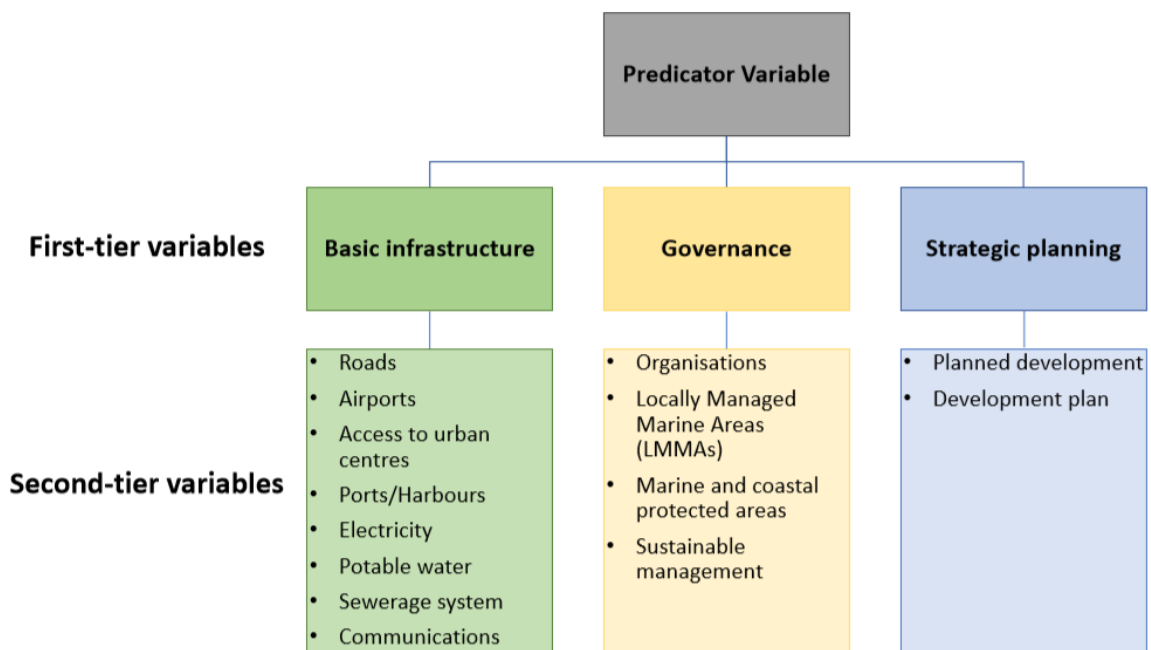 Predicator Variable
First-tier variables
Basic infrastructure
Governance
Strategic planning
Second-tier variables
• Roads
• Airports
• Access to urban
centres
• Ports/Harbours
• Electricity
• Potable water
• Sewerage system
• Communications
• Organisations
• Locally Managed
Marine Areas
(LMMAs)
• Marine and coastal
protected areas
• Sustainable
management
• Planned development
• Development plan